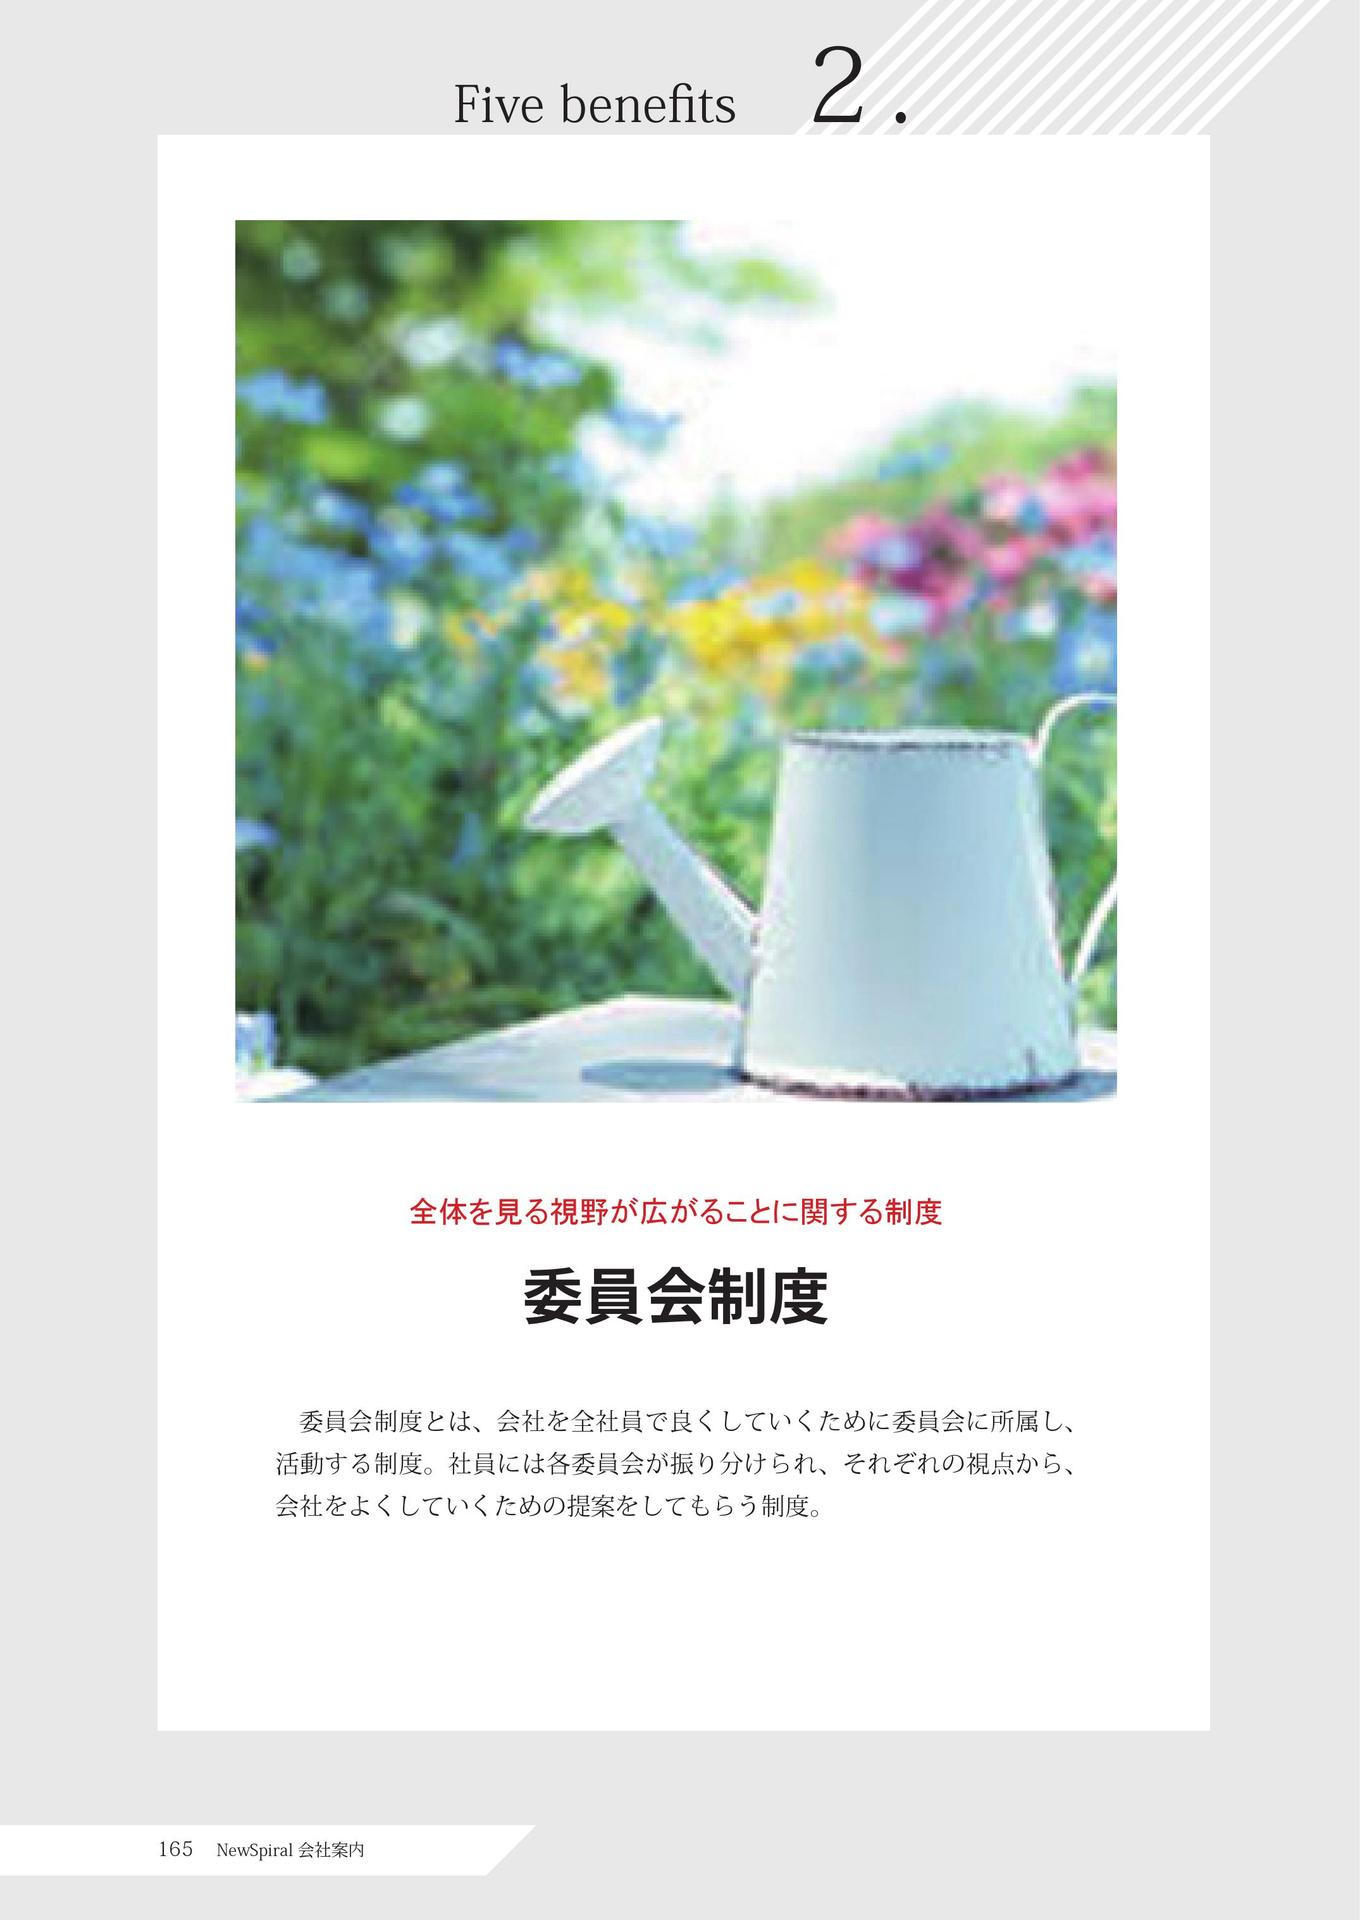 Five benefits 2.
全体を見る視野が広がることに関する制度
委員会制度
　委員会制度とは、会社を全社員で良くしていくために委員会に所属し、
活動する制度。社員には各委員会が振り分けられ、それぞれの視点から、
会社をよくしていくための提案をしてもらう制度。
165 NewSpiral 会社案内